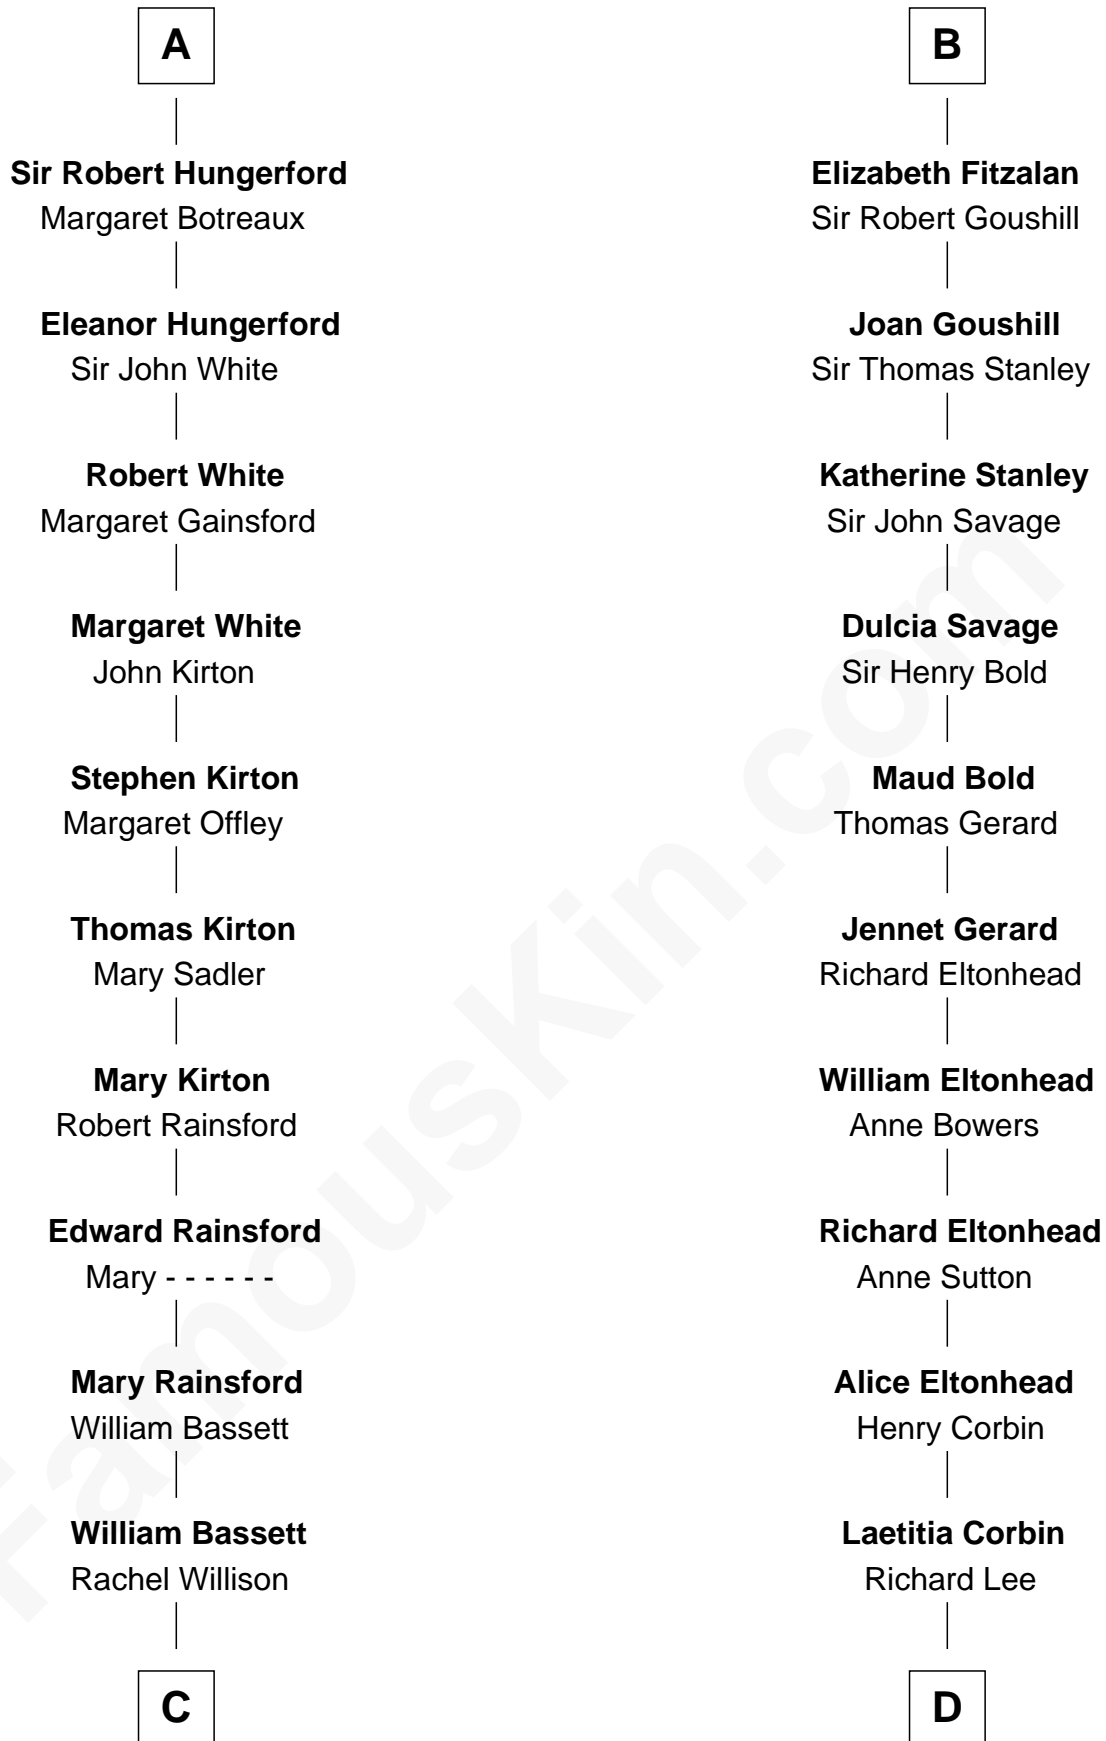 A
Sir Robert Hungerford
Margaret Botreaux
Eleanor Hungerford
Sir John White
Robert White
Margaret Gainsford
Margaret White
John Kirton
Stephen Kirton
Margaret Offley
Thomas Kirton
Mary Sadler
Mary Kirton
Robert Rainsford
Edward Rainsford
Mary - - - - - -
Mary Rainsford
William Bassett
William Bassett
Rachel Willison
C
B
Elizabeth Fitzalan
Sir Robert Goushill
Joan Goushill
Sir Thomas Stanley
Katherine Stanley
Sir John Savage
Dulcia Savage
Sir Henry Bold
Maud Bold
Thomas Gerard
Jennet Gerard
Richard Eltonhead
William Eltonhead
Anne Bowers
Richard Eltonhead
Anne Sutton
Alice Eltonhead
Henry Corbin
Laetitia Corbin
Richard Lee
D
FamousKin.com